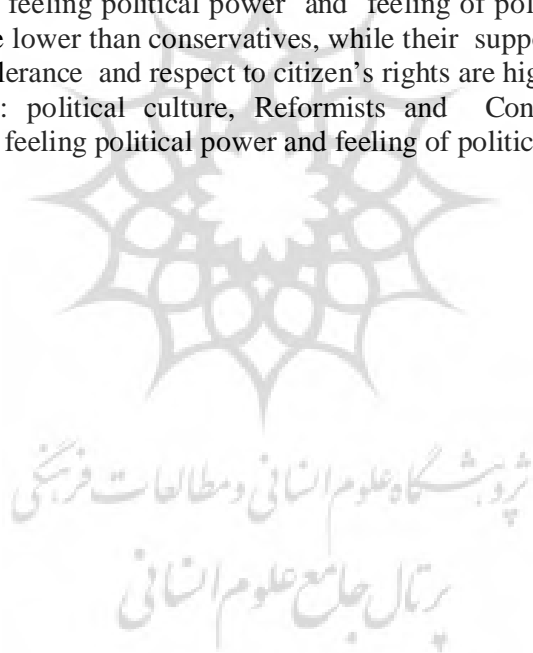 feeling political power and feeling of pol
e lower than conservatives, while their supp
lerance and respect to citizen's rights are hig
: political culture, Reformists and Con
feeling political power and feeling of politic
پژوهشگاه علوم انسانی و مطالعات فرهنگی
پرتال جامع علوم انسانی